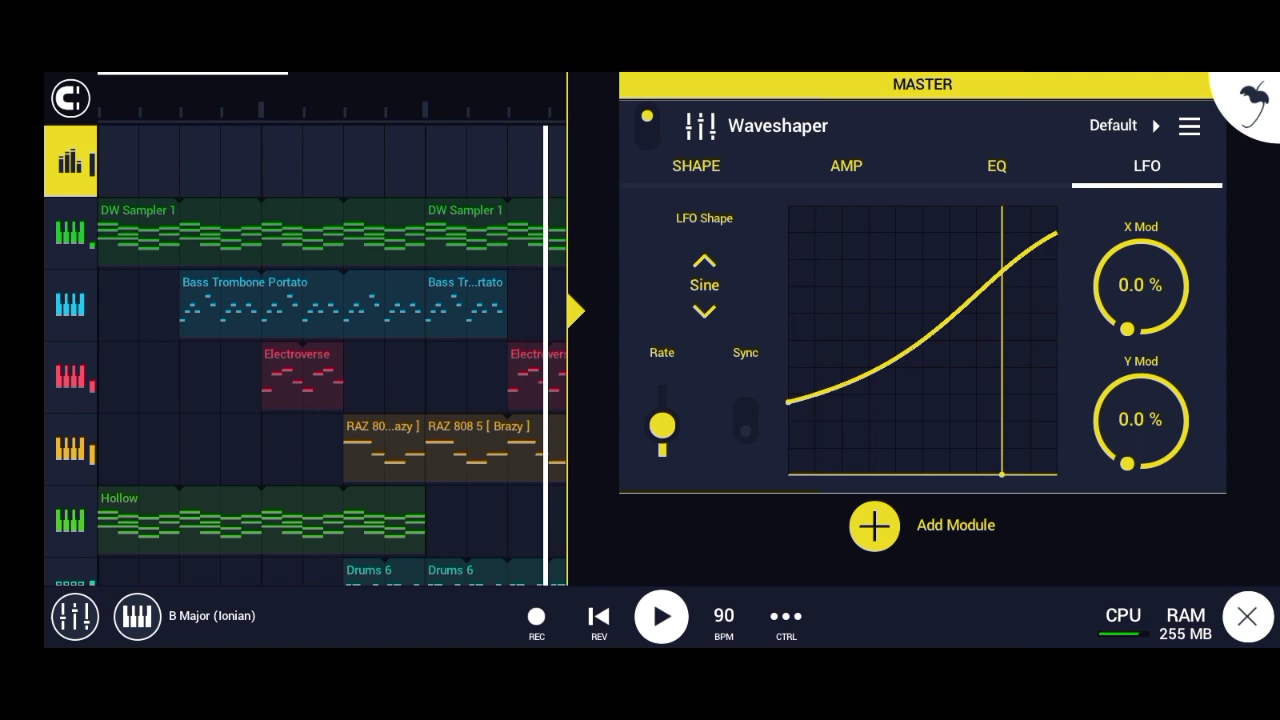 MASTER
Waveshaper
Default
SHAPE
AMP
EQ
LFO
DW Sampler 1
DW Sampler 1
LFO Shape
X Mod
Bass Trombone Portato
Bass Tr...rtato
Sine
0.0 %
Electroverse
Electrovers
Rate
Sync
Y Mod
RAZ 80...azy ]
RAZ 808 5 [ Brazy ]
0.0 %
Hollow
Add Module
Drums 6
Drums 6
B Major (Ionian)
REC
REV
90
BPM
CTRL
CPU
RAM
255 MB